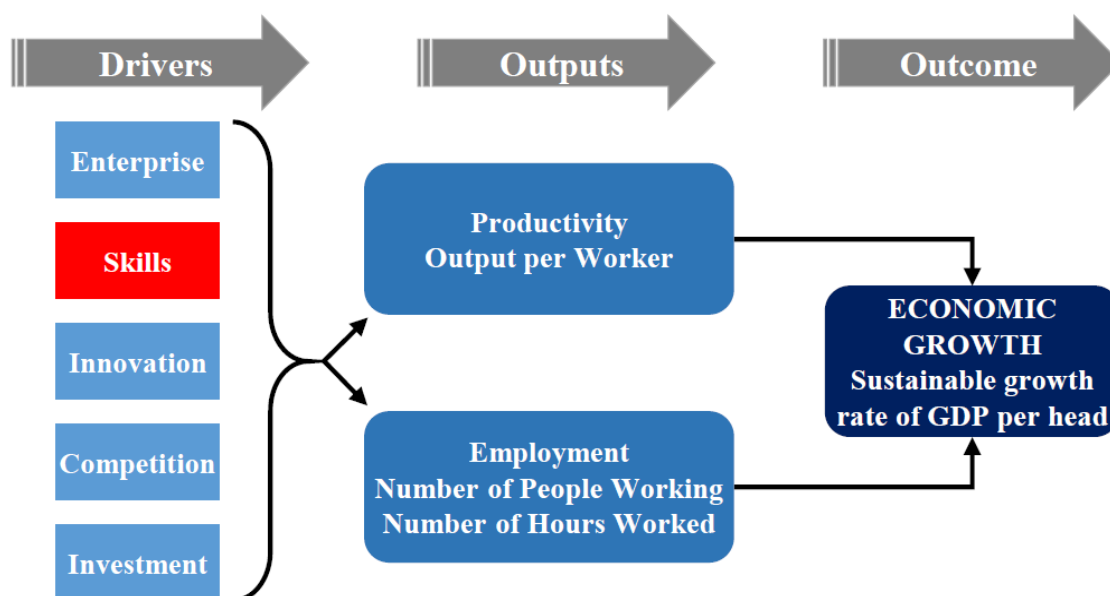 Drivers
Outputs
Outcome
Enterprise
Skills
Innovation
Competition
Investment
Productivity
Output per Worker
Employment
Number of People Working
Number of Hours Worked
ECONOMIC
GROWTH
Sustainable growth
rate of GDP per head